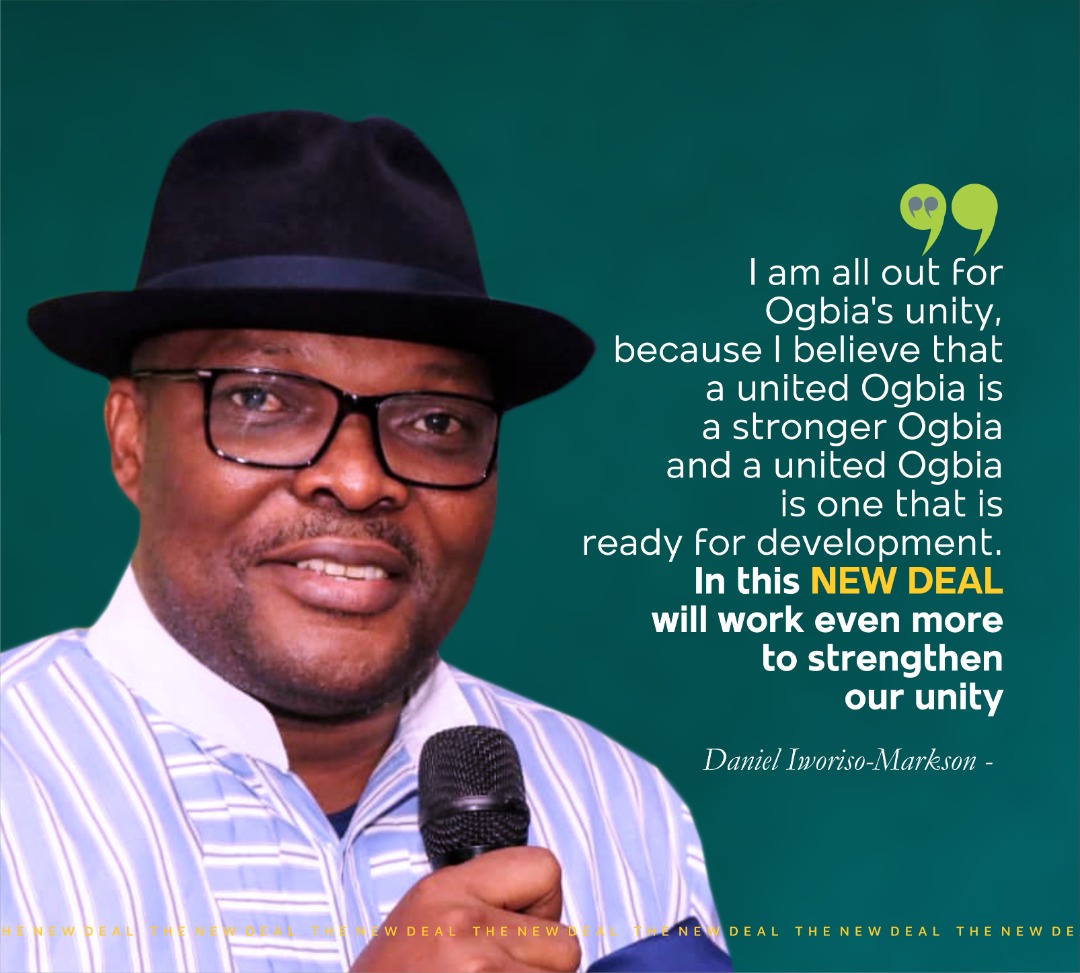 I am all out for
Ogbia's unity,
because I believe that
a united Ogbia is
a stronger Ogbia
and a united Ogbia
is one that is
ready for development.
In this NEW DEAL
will work even more
to strengthen
our unity
Daniel Iworiso-Markson -
HE NEW DEAL THE NEW DEAL THE NEW DEAL THE NEW DEAL THE NEW DEAL THE NEW DEAL THE NEW DE